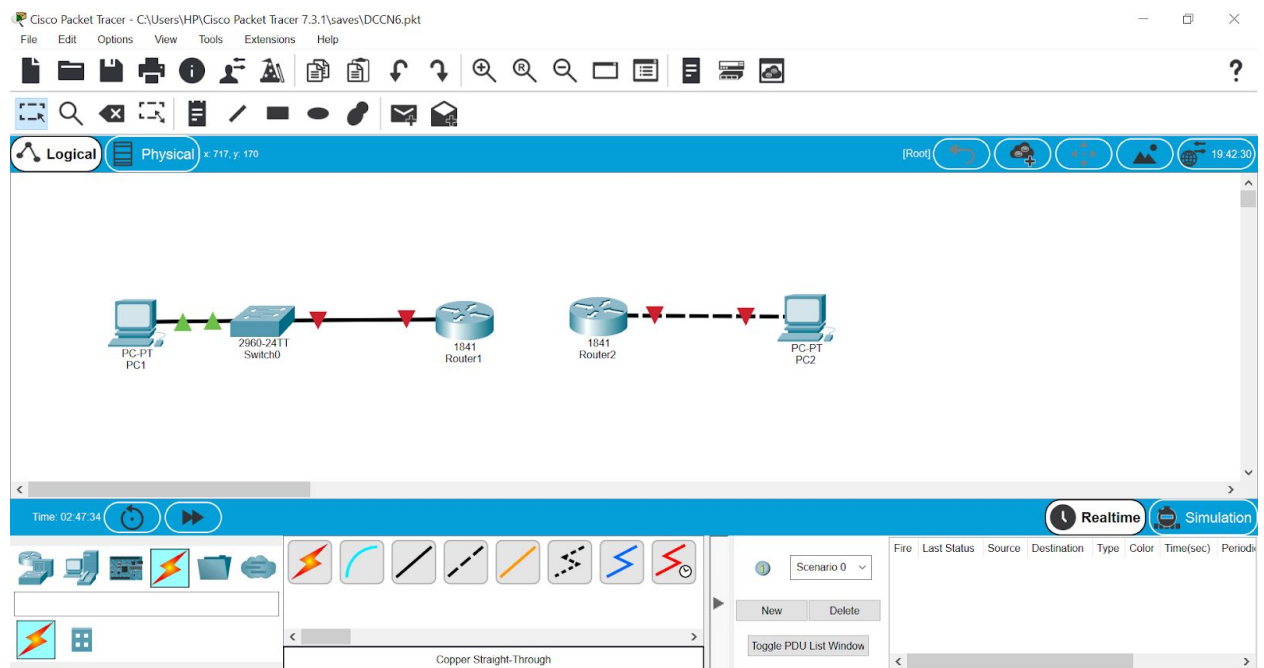 Cisco Packet Tracer - C:\Users\HP\Cisco Packet Tracer 7.3.1\saves\DCCN6.pkt
File Edit Options View Tools Extensions Help
?
Logical Physical x: 717, y: 170 [Root] 19:42:30
PC-PT
PC1
2960-24TT
Switch0
1841
Router1
1841
Router2
PC-PT
PC2
Time: 02:47:34 Realtime Simulation
Fire Last Status Source Destination Type Color Time(sec) Periodi
Scenario 0
New Delete
Toggle PDU List Window
Copper Straight-Through